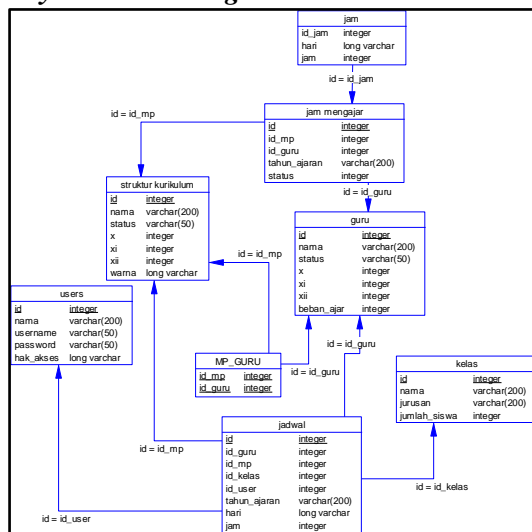 jam
id_jam integer
hari long varchar
jam integer
id = id_jam
id = id_mp
jam mengajar
id integer
id_mp integer
id_guru integer
tahun_ajaran varchar(200)
status integer
id = id_guru
struktur kurikulum
id integer
nama varchar(200)
status varchar(50)
x integer
xi integer
xii integer
warna long varchar
guru
id integer
nama varchar(200)
status varchar(50)
x integer
xi integer
xii integer
beban_ajar integer
id = id_mp
users
id integer
nama varchar(200)
username varchar(50)
password varchar(50)
hak_akses long varchar
id = id_guru
MP_GURU
id_mp integer
id_guru integer
id = id_guru
kelas
id integer
nama varchar(200)
jurusan varchar(200)
jumlah_siswa integer
jadwal
id integer
id_guru integer
id_mp integer
id_kelas integer
id_user integer
tahun_ajaran varchar(200)
hari long varchar
jam integer
id = id_mp
id = id_kelas
id = id_user